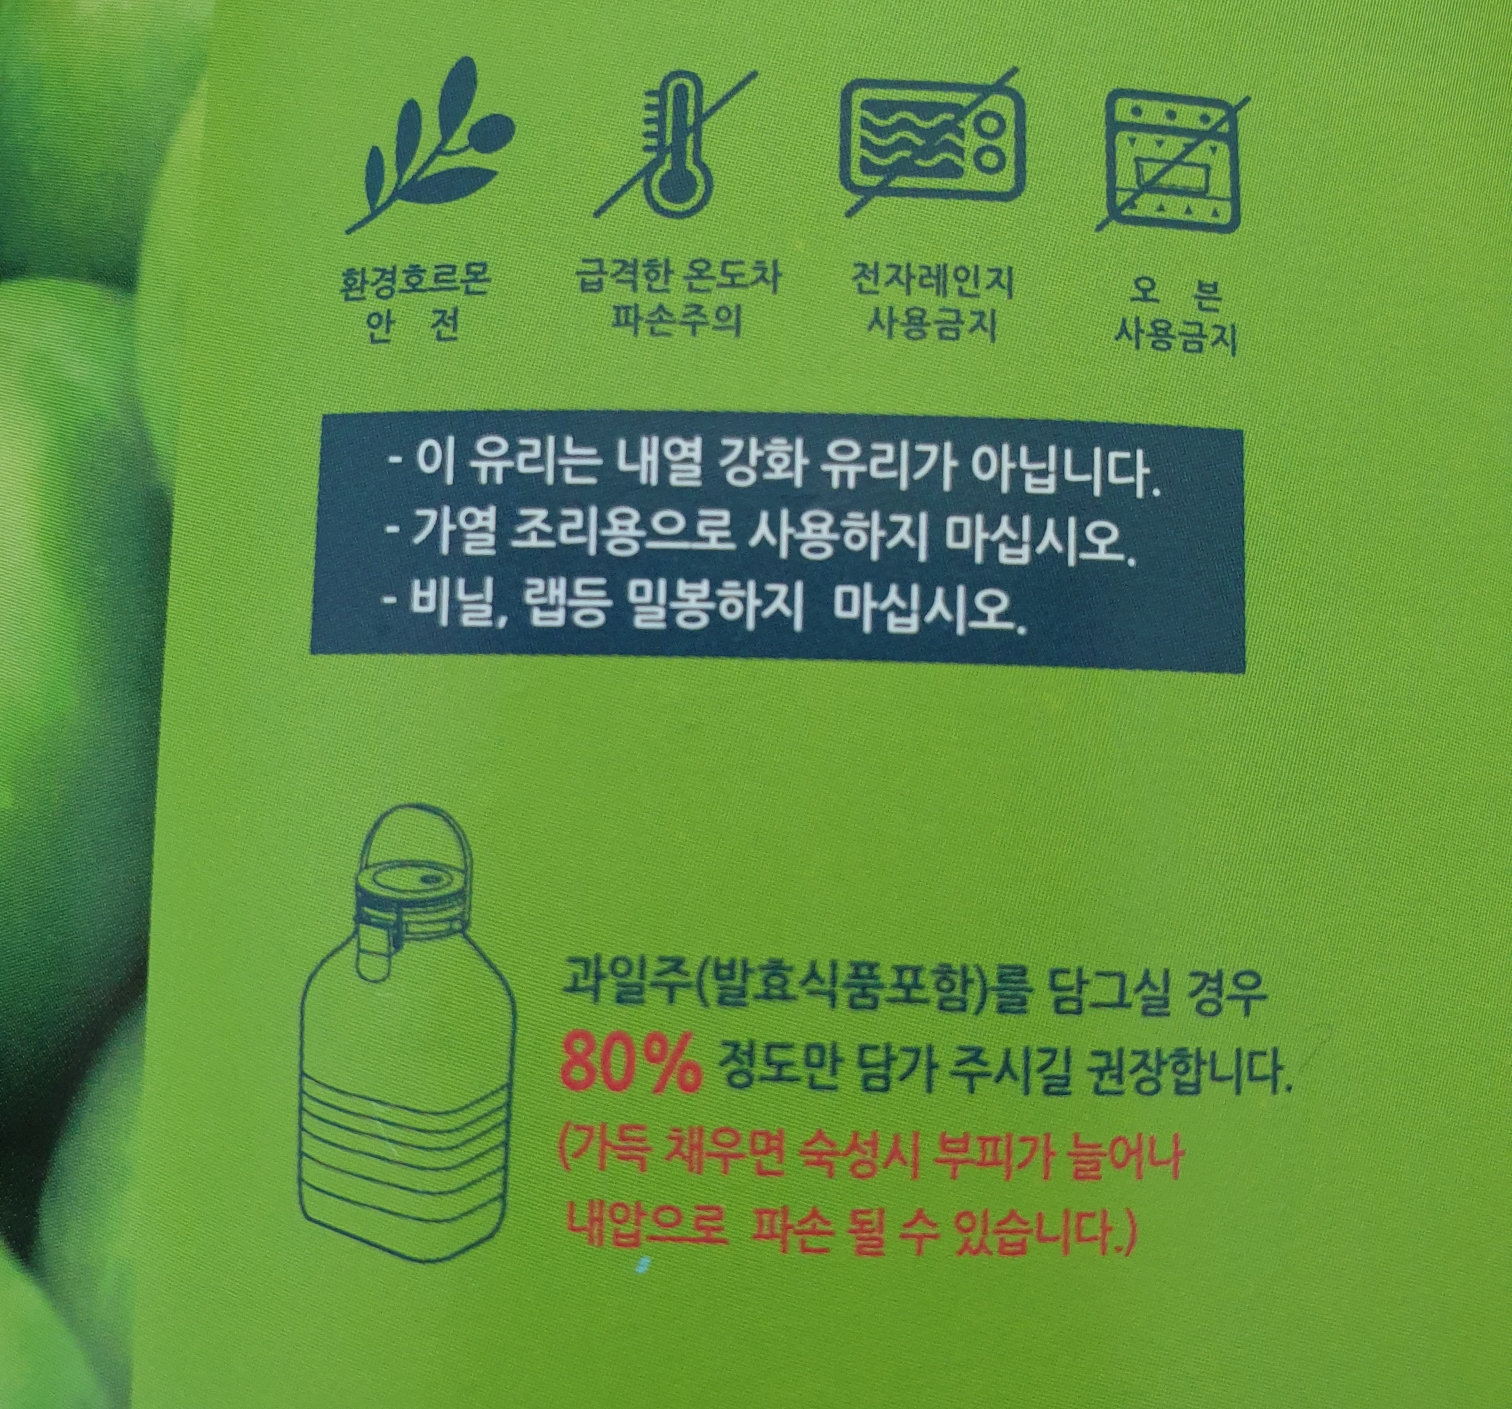 환경호르몬
안 전
급격한 온도차
파손주의
전자레인지
사용금지
오 븐
사용금지
- 이 유리는 내열 강화 유리가 아닙니다.
- 가열 조리용으로 사용하지 마십시오.
- 비닐, 랩등 밀봉하지 마십시오.
과일주(발효식품포함)를 담그실 경우
80% 정도만 담가 주시길 권장합니다.
(가득 채우면 숙성시 부피가 늘어나
내압으로 파손 될 수 있습니다.)